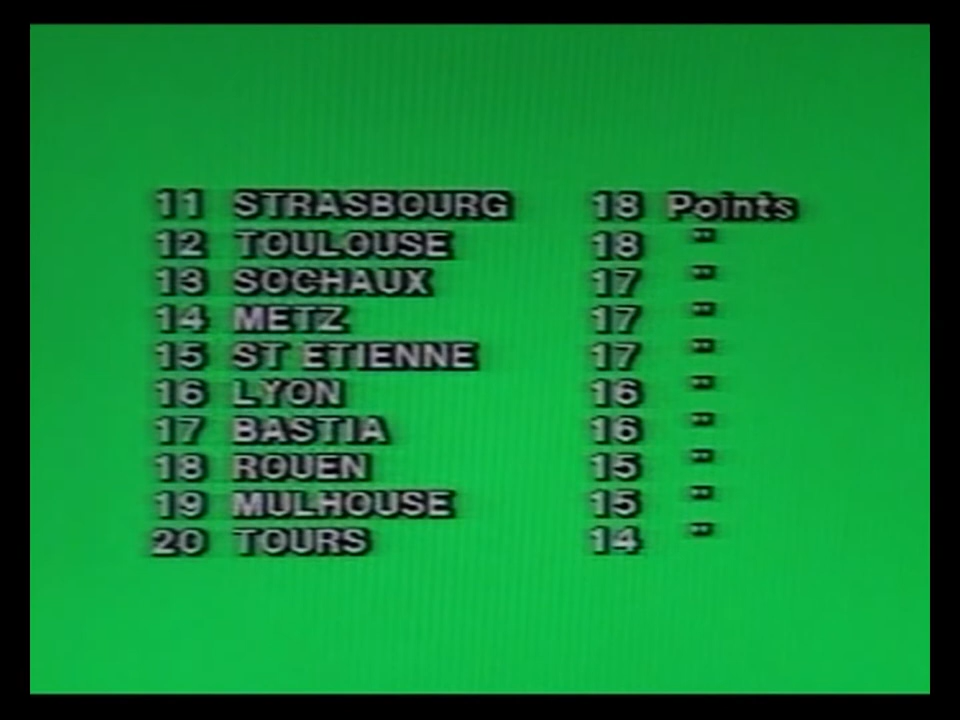 11 STRASBOURG 18 Points
12 TOULOUSE 18 "
13 SOCHAUX 17 "
14 METZ 17 "
15 ST ETIENNE 17 "
16 LYON 16 "
17 BASTIA 16 "
18 ROUEN 15 "
19 MULHOUSE 15 "
20 TOURS 14 "